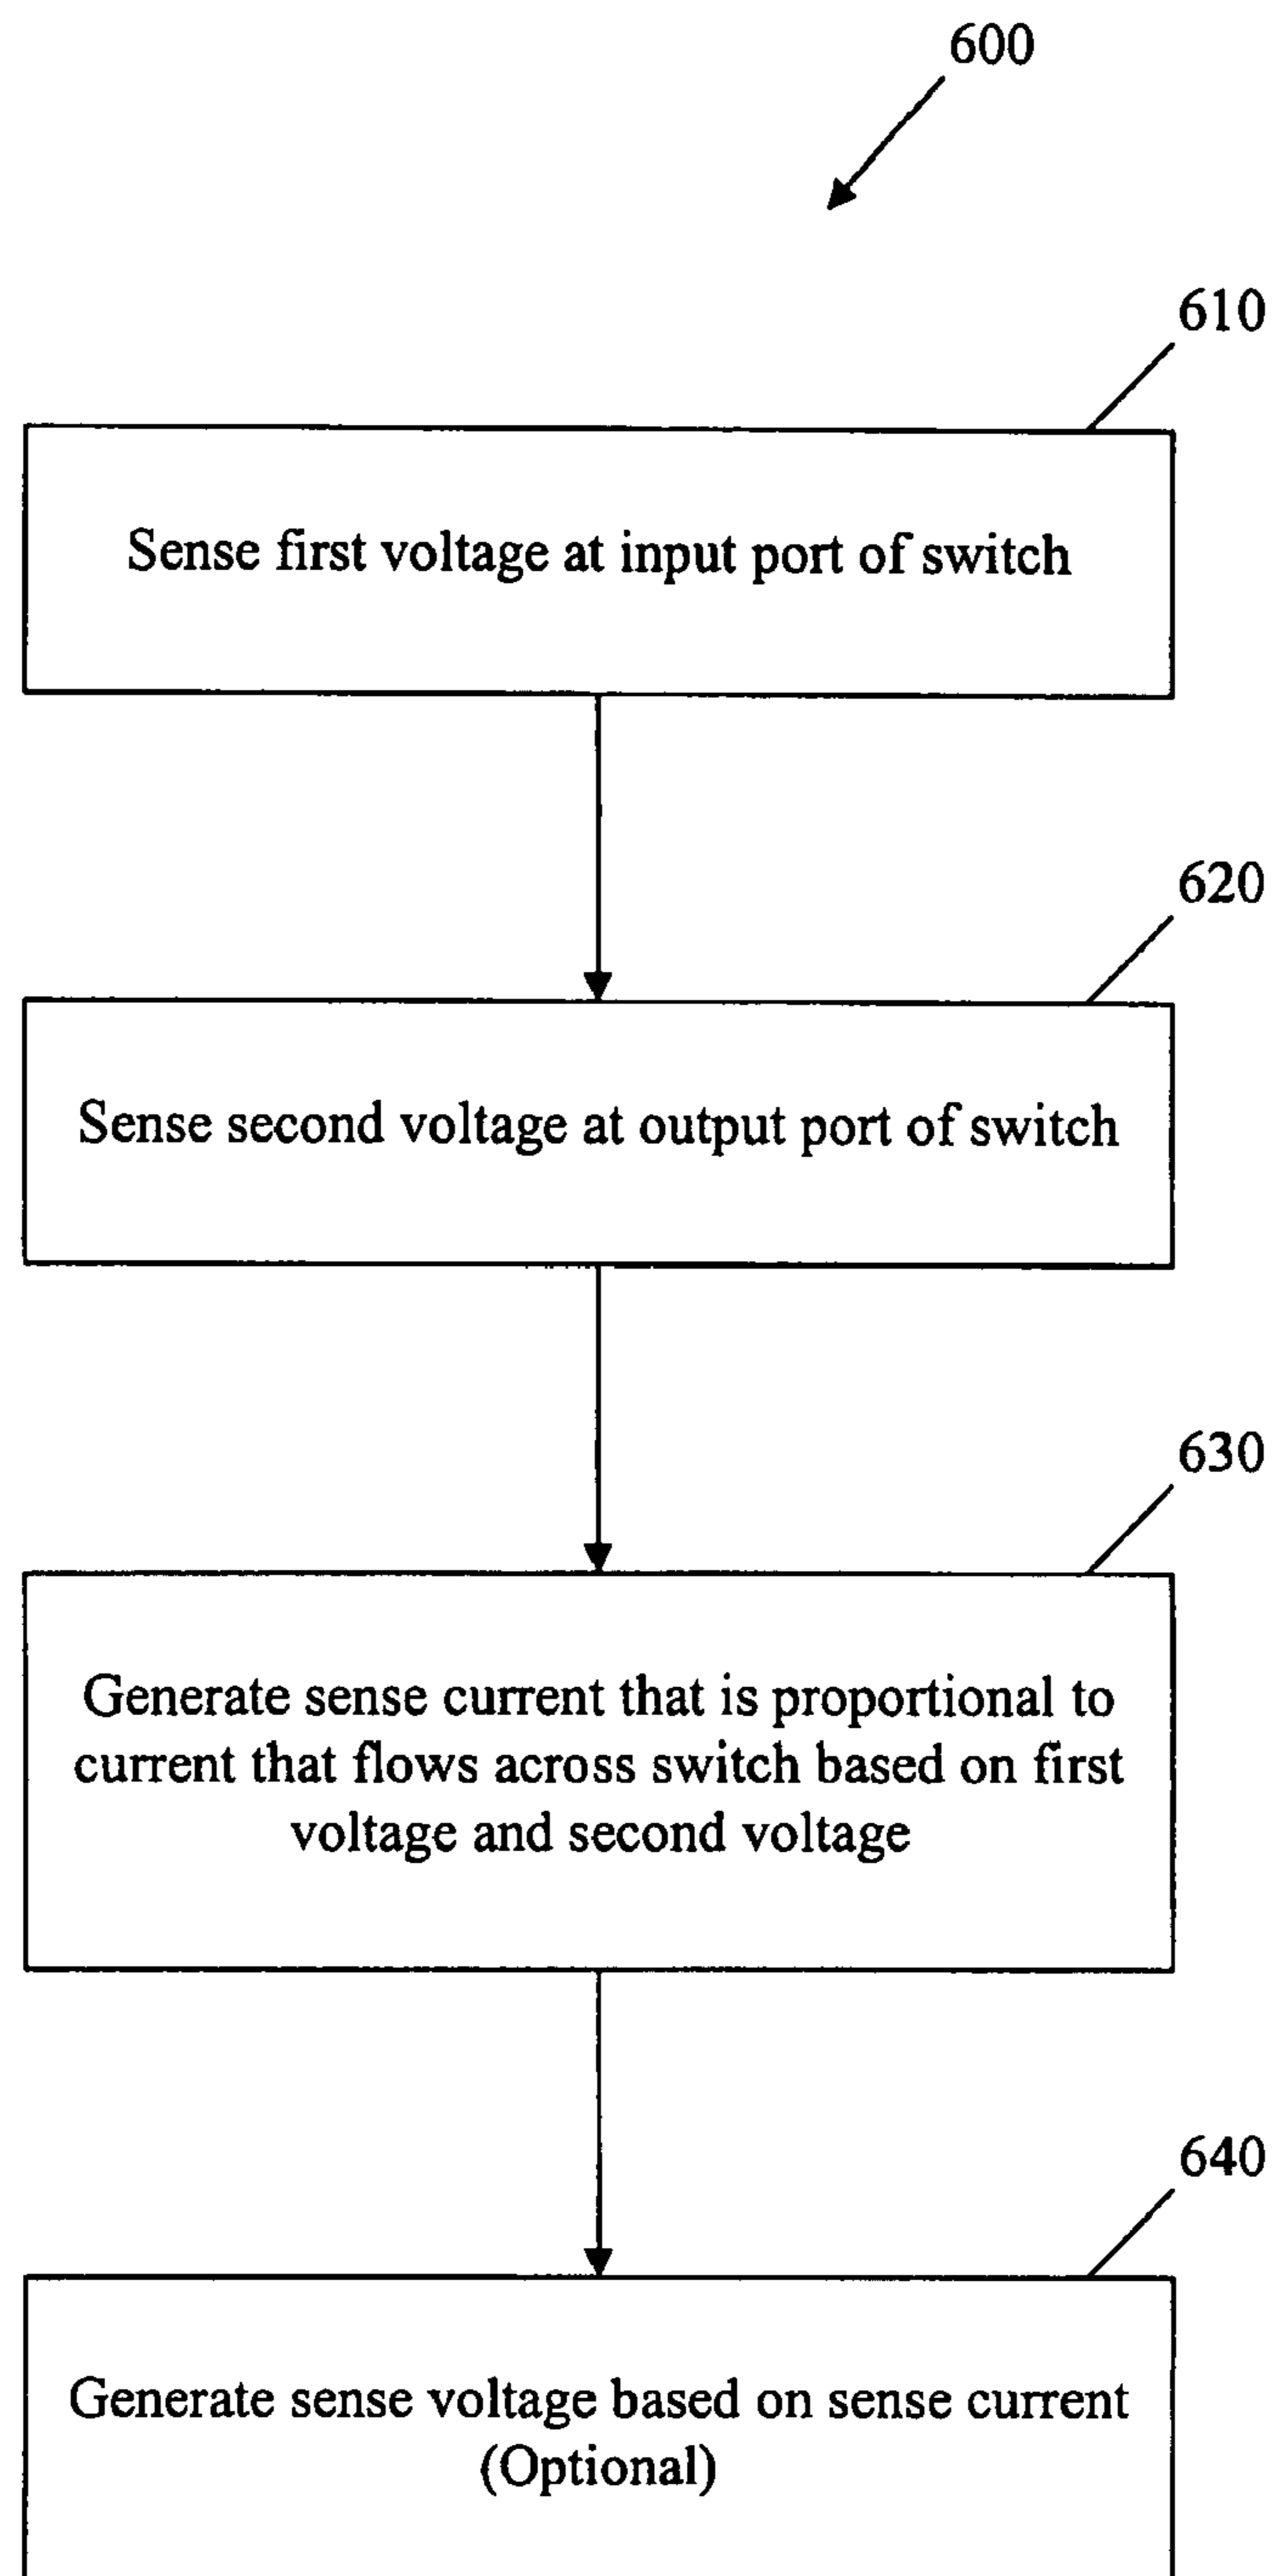 600
610
Sense first voltage at input port of switch
620
Sense second voltage at output port of switch
630
Generate sense current that is proportional to
current that flows across switch based on first
voltage and second voltage
640
Generate sense voltage based on sense current
(Optional)